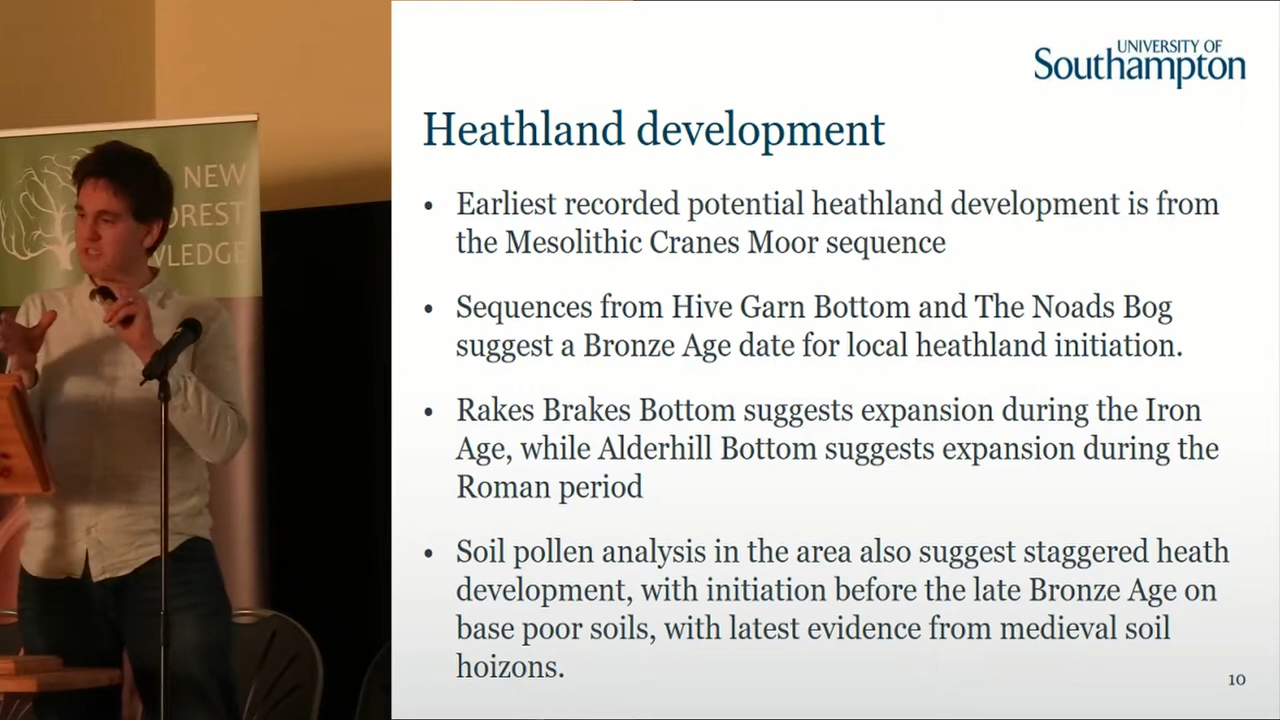 UNIVERSITY OF
Southampton
Heathland development
• Earliest recorded potential heathland development is from
the Mesolithic Cranes Moor sequence
• Sequences from Hive Garn Bottom and The Noads Bog
suggest a Bronze Age date for local heathland initiation.
• Rakes Brakes Bottom suggests expansion during the Iron
Age, while Alderhill Bottom suggests expansion during the
Roman period
• Soil pollen analysis in the area also suggest staggered heath
development, with initiation before the late Bronze Age on
base poor soils, with latest evidence from medieval soil
hoizons.
10
NEW
OREST
WLEDGE